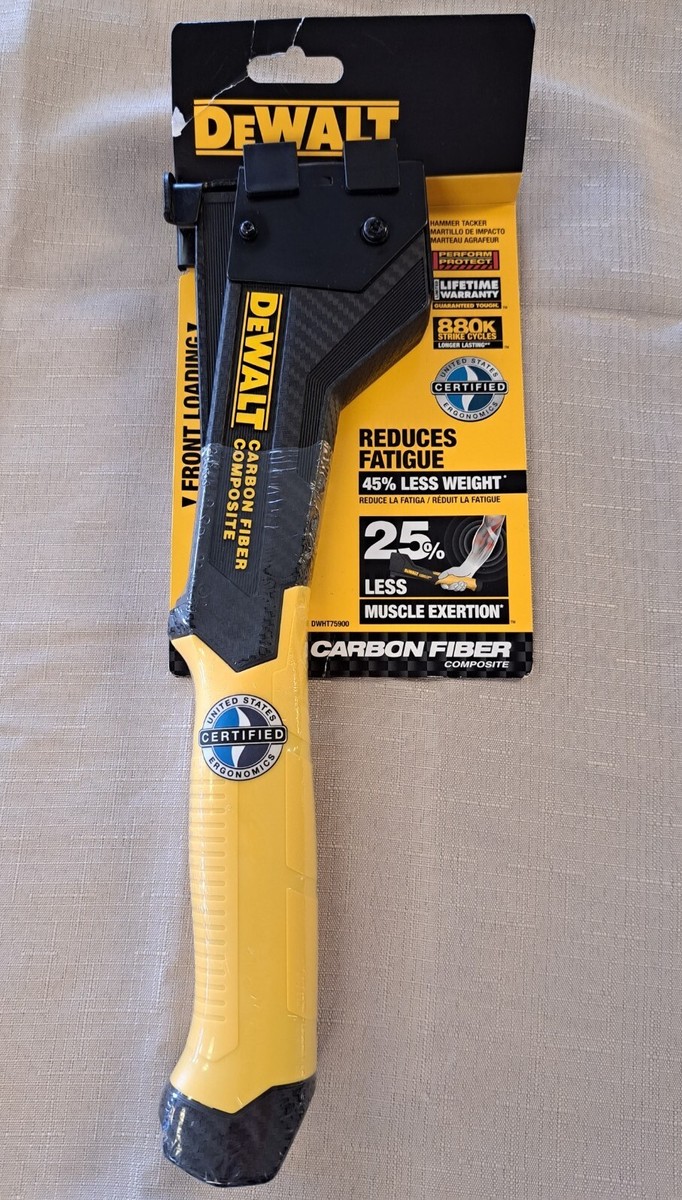 DEWALT
HAMMER TACKER
MARTILLO DE IMPACTO
MARTEAU AGRAFEUR
PERFORM
PROTECT
LIFETIME
WARRANTY
GUARANTEED TOUGH.
880K
STRIKE CYCLES
LONGER LASTING**
UNITED STATES
CERTIFIED
ERGONOMICS
FRONT LOADING
DEWALT
CARBON FIBER
COMPOSITE
REDUCES
FATIGUE
45% LESS WEIGHT*
REDUCE LA FATIGA / RÉDUIT LA FATIGUE
25%
LESS
MUSCLE EXERTION*
DWHT75900
CARBON FIBER
COMPOSITE
UNITED STATES
CERTIFIED
ERGONOMICS